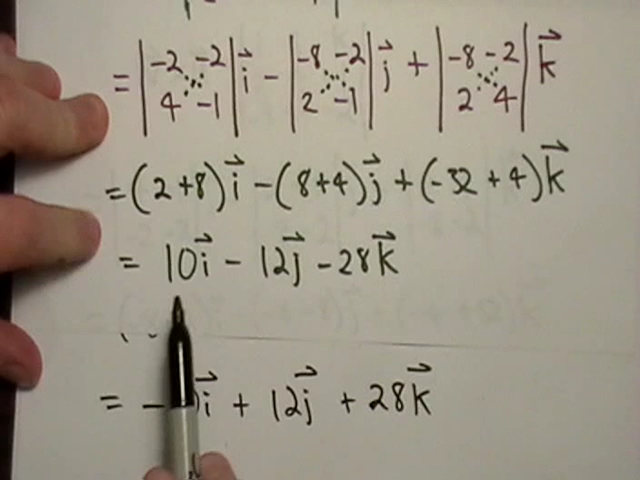 = |-2 -2; 4 -1| i⃗ - |-8 -2; 2 -1| j⃗ + |-8 -2; 2 4| k⃗
= (2+8) i⃗ - (8+4) j⃗ + (-32 + 4) k⃗
= 10 i⃗ - 12 j⃗ - 28 k⃗
= - 0 i⃗ + 12 j⃗ + 28 k⃗